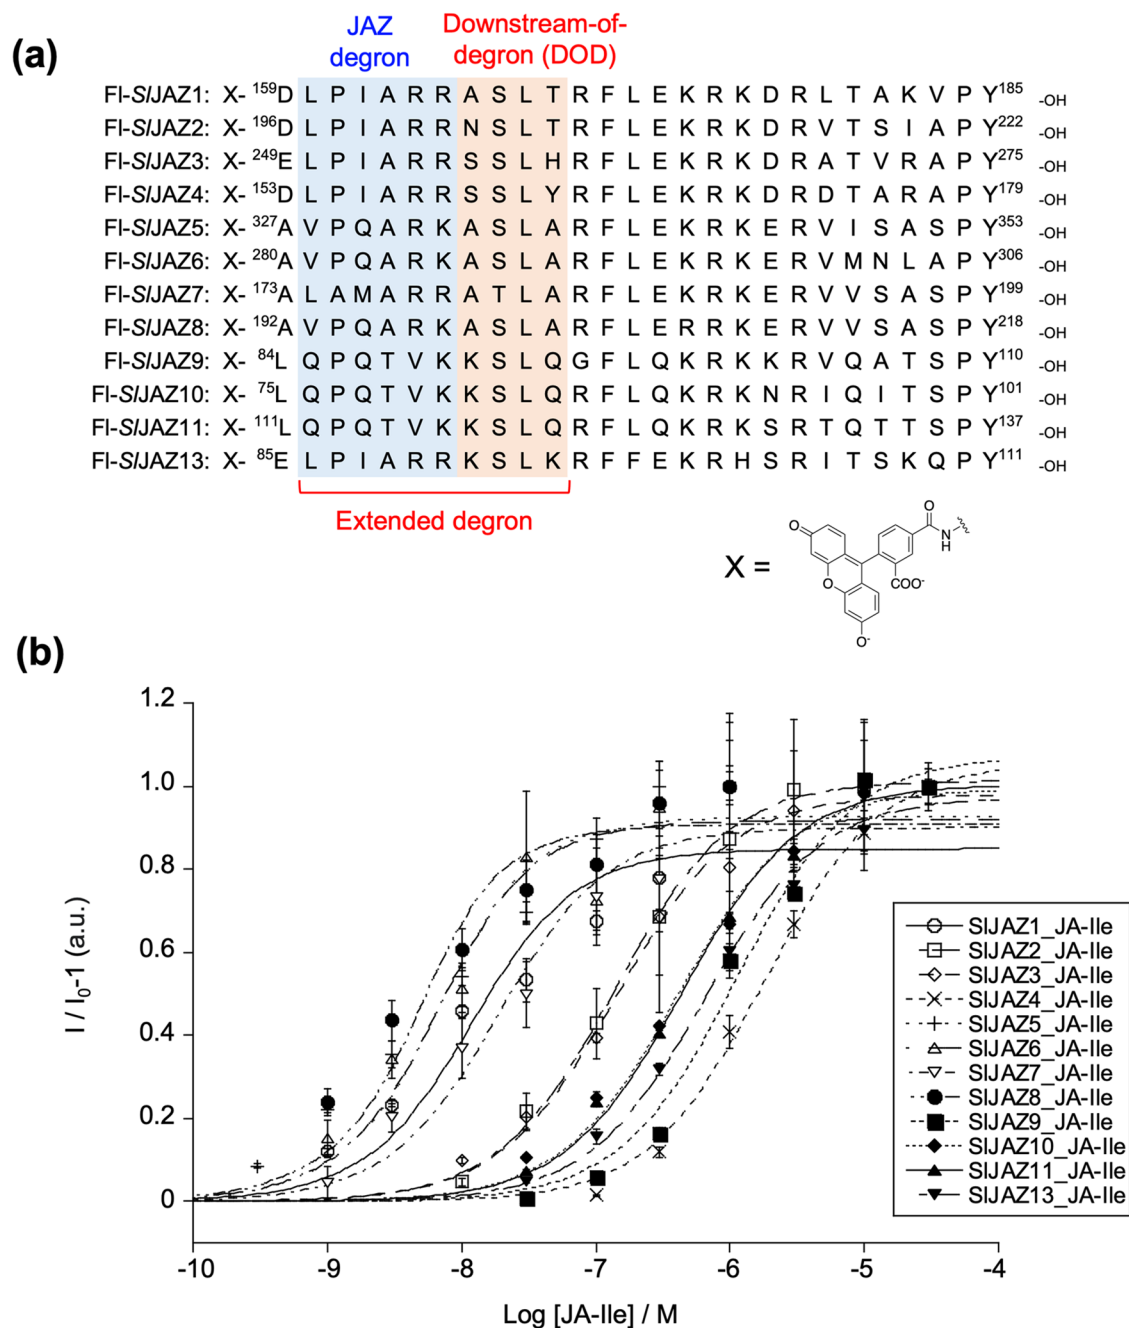 (a)
JAZ degron
Downstream-of-degron (DOD)
Fl-SlJAZ1: X- 159D L P I A R R A S L T R F L E K R K D R L T A K V P Y185 -OH
Fl-SlJAZ2: X- 196D L P I A R R N S L T R F L E K R K D R V T S I A P Y222 -OH
Fl-SlJAZ3: X- 249E L P I A R R S S L H R F L E K R K D R A T V R A P Y275 -OH
Fl-SlJAZ4: X- 153D L P I A R R S S L Y R F L E K R K D R D T A R A P Y179 -OH
Fl-SlJAZ5: X- 327A V P Q A R K A S L A R F L E K R K E R V I S A S P Y353 -OH
Fl-SlJAZ6: X- 280A V P Q A R K A S L A R F L E K R K E R V M N L A P Y306 -OH
Fl-SlJAZ7: X- 173A L A M A R R A T L A R F L E K R K E R V V S A S P Y199 -OH
Fl-SlJAZ8: X- 192A V P Q A R K A S L A R F L E R R K E R V V S A S P Y218 -OH
Fl-SlJAZ9: X- 84L Q P Q T V K K S L Q G F L Q K R K K R V Q A T S P Y110 -OH
Fl-SlJAZ10: X- 75L Q P Q T V K K S L Q R F L Q K R K N R I Q I T S P Y101 -OH
Fl-SlJAZ11: X- 111L Q P Q T V K K S L Q R F L Q K R K S R T Q T T S P Y137 -OH
Fl-SlJAZ13: X- 85E L P I A R R K S L K R F F E K R H S R I T S K Q P Y111 -OH
Extended degron
X =
O
O
N
H
O
COO-
O-
(b)
I / I0-1 (a.u.)
1.2
1.0
0.8
0.6
0.4
0.2
0
-10 -9 -8 -7 -6 -5 -4
Log [JA-Ile] / M
SlJAZ1_JA-Ile
SlJAZ2_JA-Ile
SlJAZ3_JA-Ile
SlJAZ4_JA-Ile
SlJAZ5_JA-Ile
SlJAZ6_JA-Ile
SlJAZ7_JA-Ile
SlJAZ8_JA-Ile
SlJAZ9_JA-Ile
SlJAZ10_JA-Ile
SlJAZ11_JA-Ile
SlJAZ13_JA-Ile